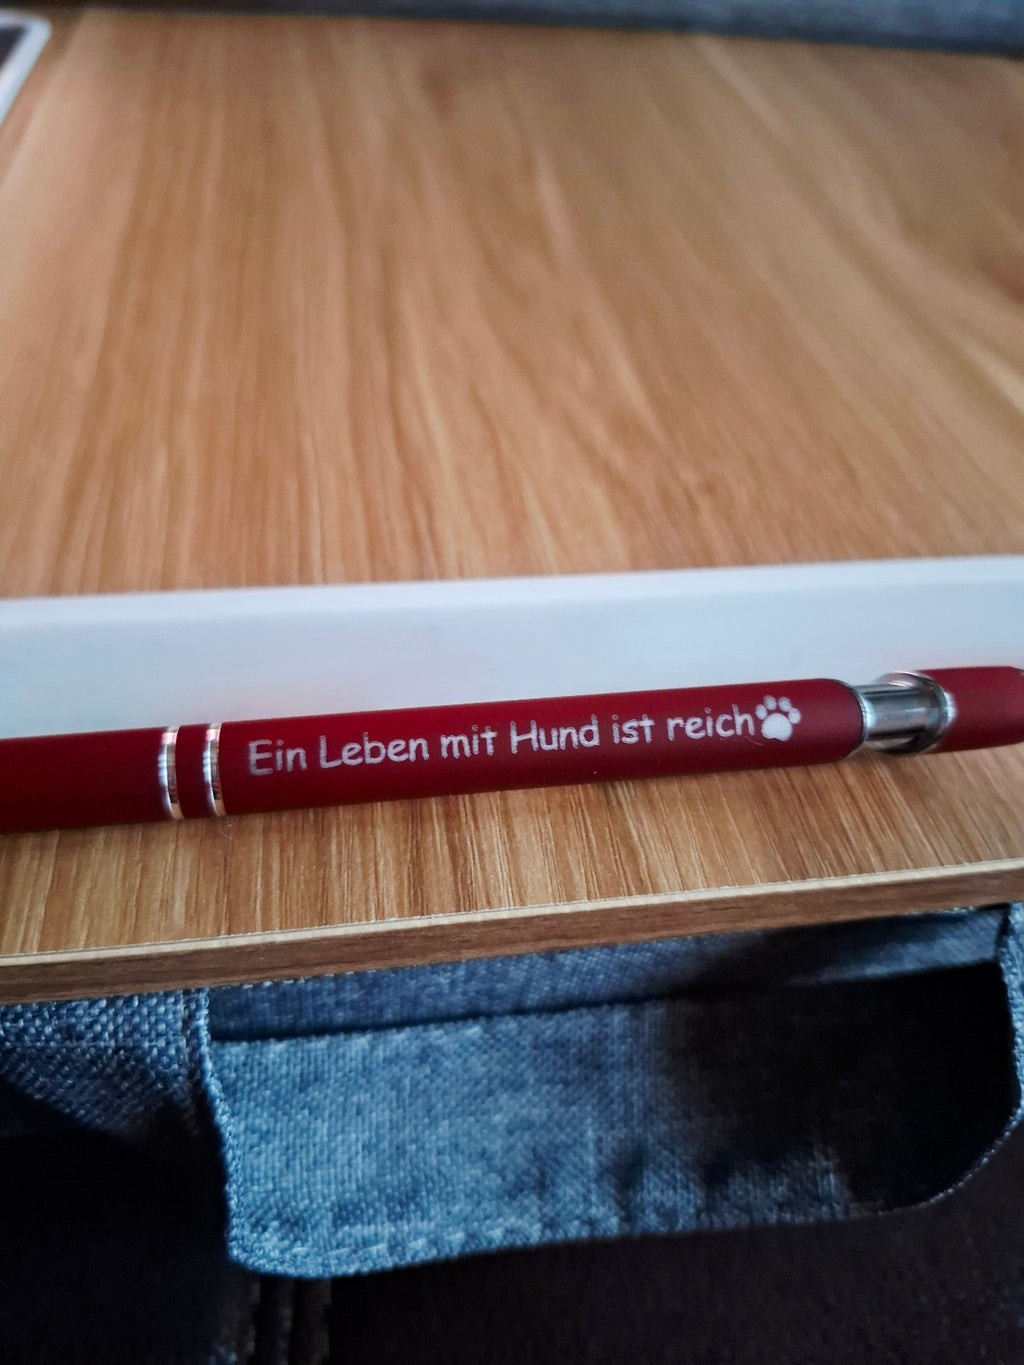 Ein Leben mit Hund ist reich